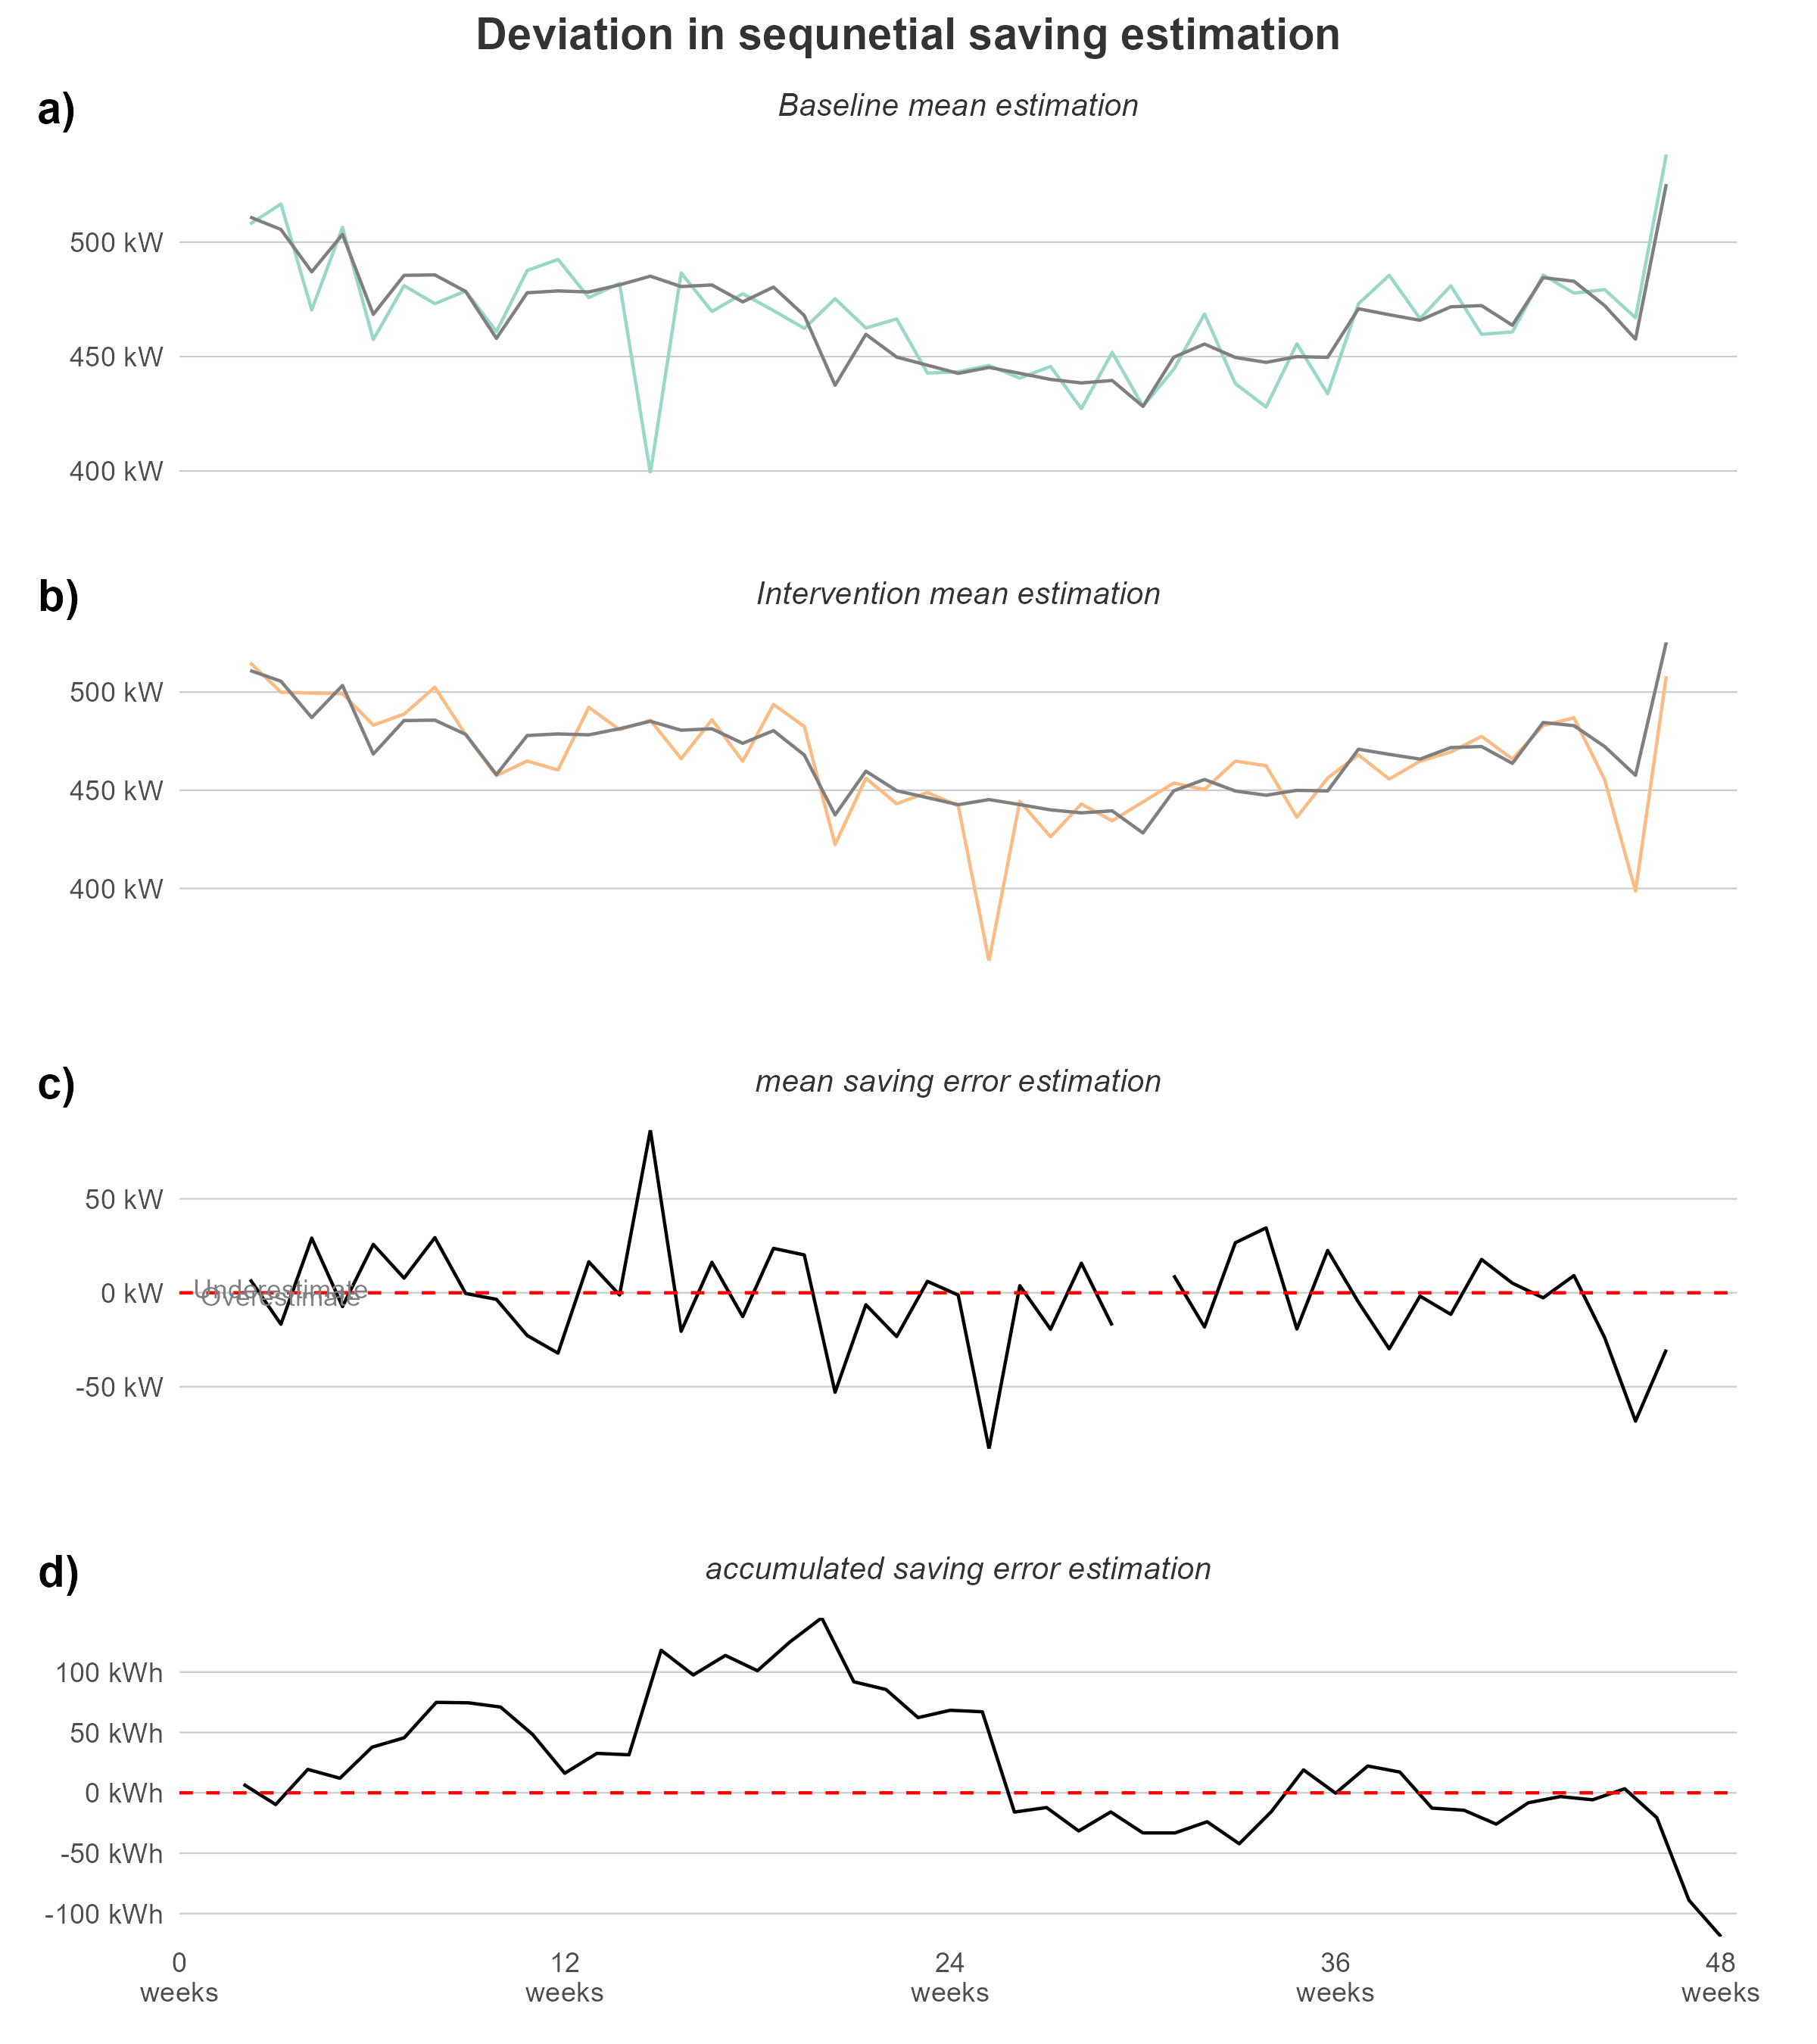 Deviation in sequnetial saving estimation
a)
Baseline mean estimation
500 kW
450 kW
400 kW
b)
Intervention mean estimation
500 kW
450 kW
400 kW
c)
mean saving error estimation
50 kW
Underestimate
0 kW
Overestimate
-50 kW
d)
accumulated saving error estimation
100 kWh
50 kWh
0 kWh
-50 kWh
-100 kWh
0 12 24 36 48
weeks weeks weeks weeks weeks